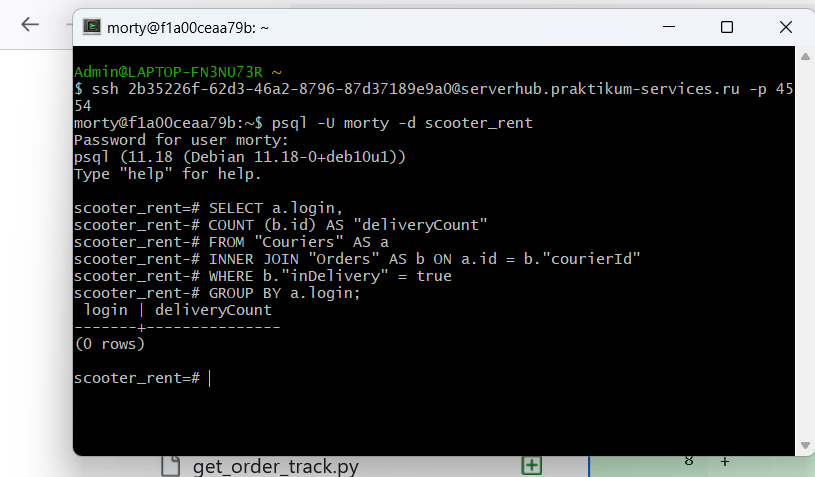 morty@f1a00ceaa79b: ~
Admin@LAPTOP-FN3NU73R ~
$ ssh 2b35226f-62d3-46a2-8796-87d37189e9a0@serverhub.praktikum-services.ru -p 45
54
morty@f1a00ceaa79b:~$ psql -U morty -d scooter_rent
Password for user morty:
psql (11.18 (Debian 11.18-0+deb10u1))
Type "help" for help.
scooter_rent=# SELECT a.login,
scooter_rent-# COUNT (b.id) AS "deliveryCount"
scooter_rent-# FROM "Couriers" AS a
scooter_rent-# INNER JOIN "Orders" AS b ON a.id = b."courierId"
scooter_rent-# WHERE b."inDelivery" = true
scooter_rent-# GROUP BY a.login;
login | deliveryCount
-------+---------------
(0 rows)
scooter_rent=#
get_order_track.py
8 +